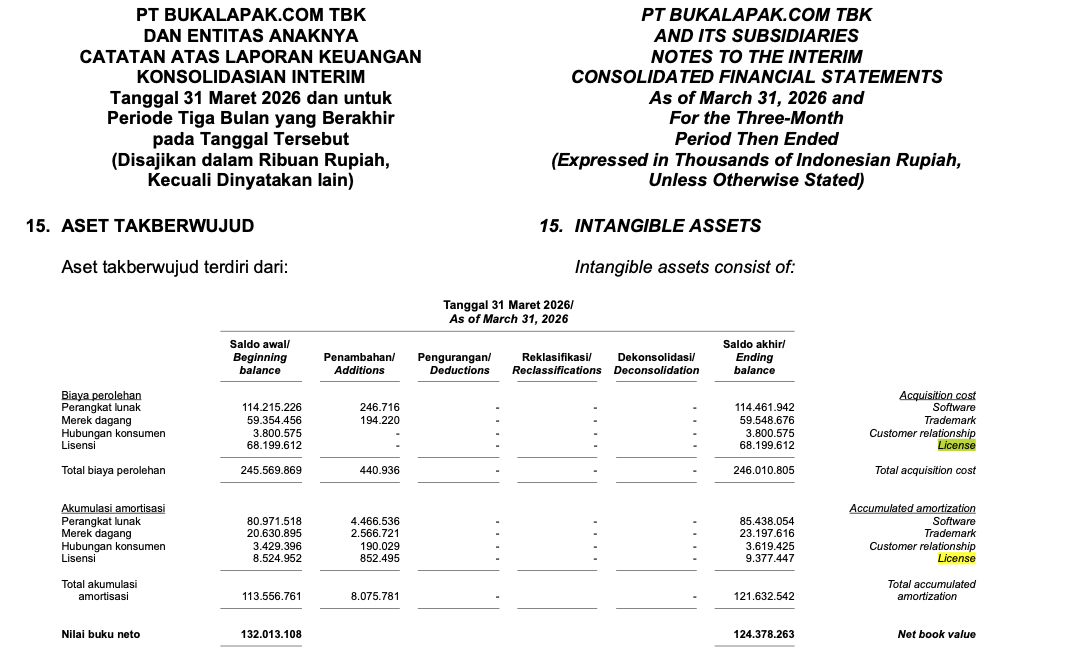 PT BUKALAPAK.COM TBK
DAN ENTITAS ANAKNYA
CATATAN ATAS LAPORAN KEUANGAN
KONSOLIDASIAN INTERIM
Tanggal 31 Maret 2026 dan untuk
Periode Tiga Bulan yang Berakhir
pada Tanggal Tersebut
(Disajikan dalam Ribuan Rupiah,
Kecuali Dinyatakan lain)
PT BUKALAPAK.COM TBK
AND ITS SUBSIDIARIES
NOTES TO THE INTERIM
CONSOLIDATED FINANCIAL STATEMENTS
As of March 31, 2026 and
For the Three-Month
Period Then Ended
(Expressed in Thousands of Indonesian Rupiah,
Unless Otherwise Stated)
15. ASET TAKBERWUJUD
15. INTANGIBLE ASSETS
Aset takberwujud terdiri dari:
Intangible assets consist of:
Tanggal 31 Maret 2026/
As of March 31, 2026
Saldo awal/
Beginning
balance
Penambahan/
Additions
Pengurangan/
Deductions
Reklasifikasi/
Reclassifications
Dekonsolidasi/
Deconsolidation
Saldo akhir/
Ending
balance
Biaya perolehan Acquisition cost
Perangkat lunak 114.215.226 246.716 - - - 114.461.942 Software
Merek dagang 59.354.456 194.220 - - - 59.548.676 Trademark
Hubungan konsumen 3.800.575 - - - - 3.800.575 Customer relationship
Lisensi 68.199.612 - - - - 68.199.612 License
Total biaya perolehan 245.569.869 440.936 - - - 246.010.805 Total acquisition cost
Akumulasi amortisasi Accumulated amortization
Perangkat lunak 80.971.518 4.466.536 - - - 85.438.054 Software
Merek dagang 20.630.895 2.566.721 - - - 23.197.616 Trademark
Hubungan konsumen 3.429.396 190.029 - - - 3.619.425 Customer relationship
Lisensi 8.524.952 852.495 - - - 9.377.447 License
Total akumulasi Total accumulated
amortisasi 113.556.761 8.075.781 - - 121.632.542 amortization
Nilai buku neto 132.013.108 124.378.263 Net book value